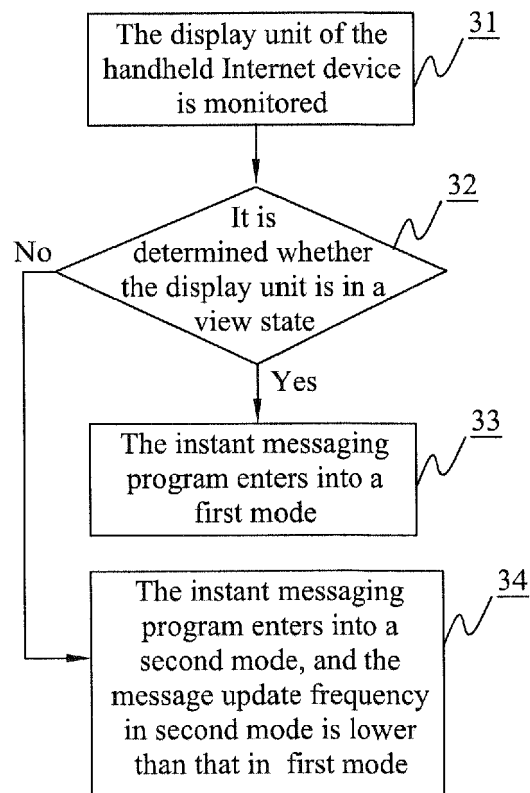 The display unit of the
handheld Internet device
is monitored
31
It is
determined whether
the display unit is in a
view state
32
No
Yes
The instant messaging
program enters into a
first mode
33
The instant messaging
program enters into a
second mode, and the
message update frequency
in second mode is lower
than that in first mode
34